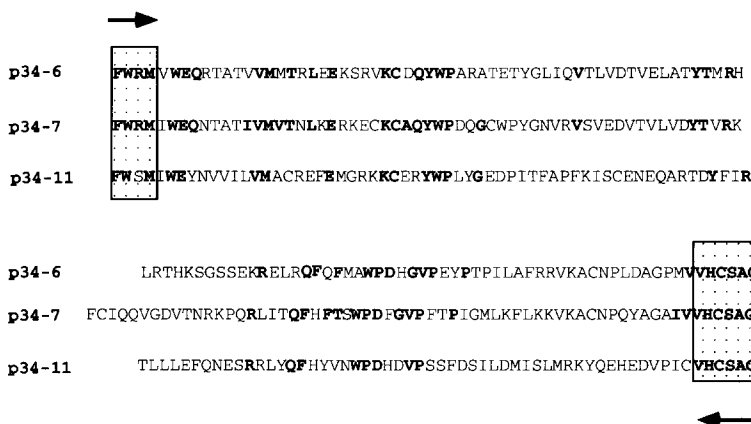 p34-6 FWRMVWEQRTATVVMMTRLEEKSRVKCDQYWPARATETYGLIQVTLVDTVELATYTMRH
p34-7 FWRMIWEQNTATIVMVTNLKERKECKCAQYWPDQGCWPYGNVRVSVEDVTVLVDYTVRK
p34-11 FWSMIWEYNVVILVMACREFEMGRKKCERYWPLYGEDPITFAPFKISCENEQARTDYFIR
p34-6 LRTHKSGSSEKRELRQFQFMAWPDHGVPEYPTPILAFRRVKACNPLDAGPMVVHCSAG
p34-7 FCIQQVGDVTNRKPQRLITQFHFTSWPDFGVPFTPIGMLKFLKKVKACNPQYAGAIVVHCSAG
p34-11 TLLLEFQNESRRLYQFHYVNWPDHDVPSSFDSILDMISLMRKYQEHEDVPICVHCSAG